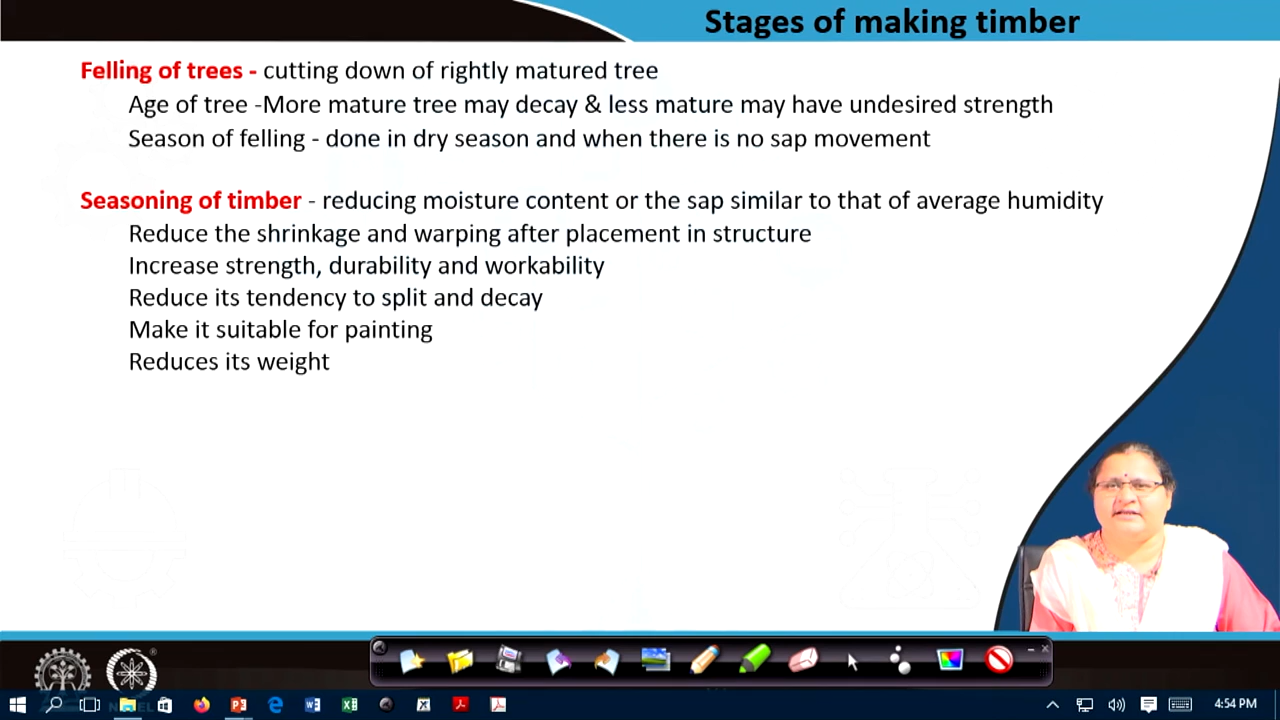 Stages of making timber
Felling of trees - cutting down of rightly matured tree
Age of tree -More mature tree may decay & less mature may have undesired strength
Season of felling - done in dry season and when there is no sap movement
Seasoning of timber - reducing moisture content or the sap similar to that of average humidity
Reduce the shrinkage and warping after placement in structure
Increase strength, durability and workability
Reduce its tendency to split and decay
Make it suitable for painting
Reduces its weight
4:54 PM